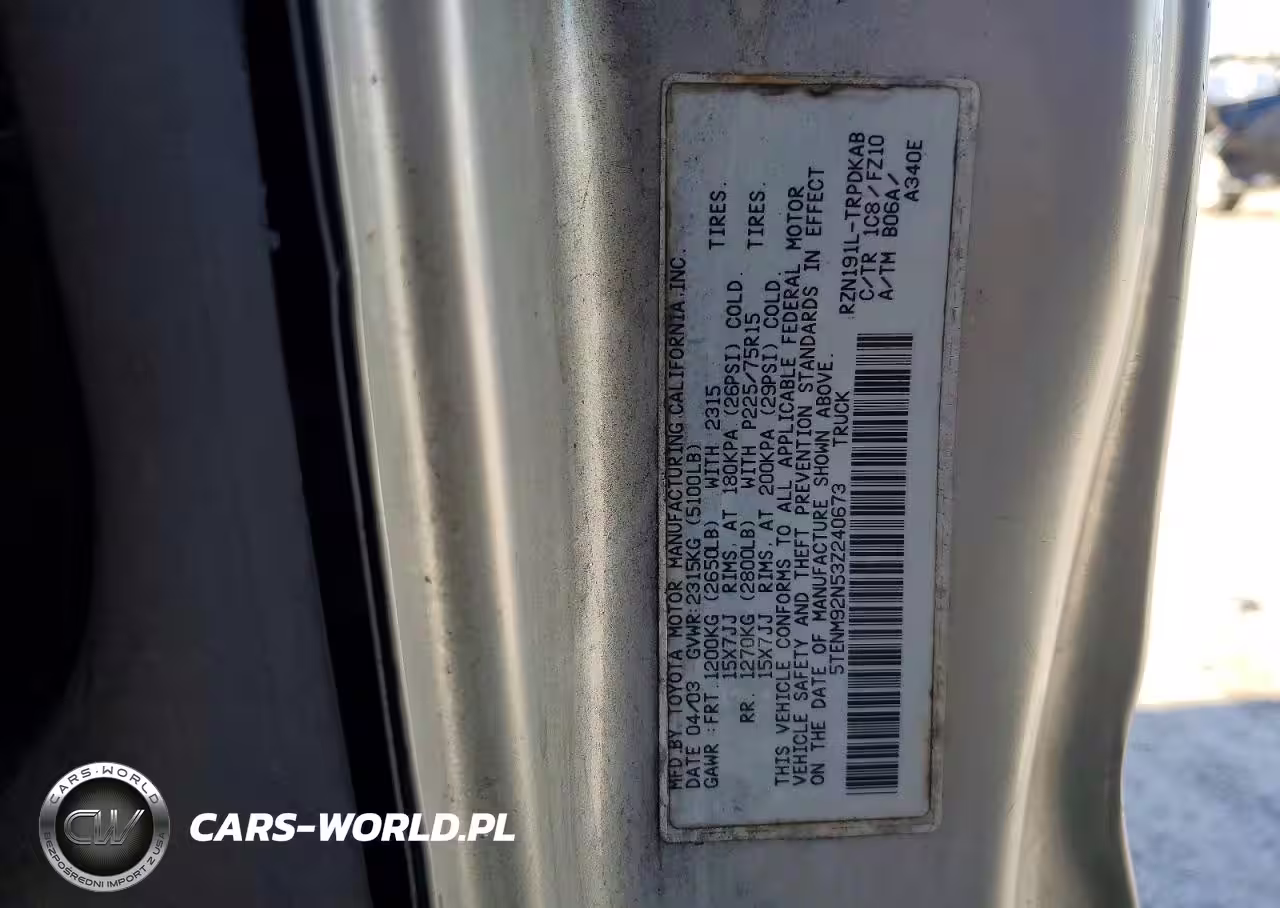 MFD.BY: TOYOTA MOTOR MANUFACTURING CALIFORNIA.INC.
DATE 04/03 GVWR:2315KG (5100LB)
GAWR :FRT.1200KG (2650LB) WITH 2315 TIRES.
15X7JJ RIMS, AT 180KPA (26PSI) COLD.
RR. 1270KG (2800LB) WITH P225/75R15 TIRES.
15X7JJ RIMS, AT 200KPA (29PSI) COLD.
THIS VEHICLE CONFORMS TO ALL APPLICABLE FEDERAL MOTOR
VEHICLE SAFETY AND THEFT PREVENTION STANDARDS IN EFFECT
ON THE DATE OF MANUFACTURE SHOWN ABOVE.
5TENM92N53Z240673 TRUCK
RZN191L-TRPDKAB
C/TR 1C8/FZ10
A/TM B06A/
A340E
CARS-WORLD
CW
BEZPOŚREDNI IMPORT Z USA
CARS-WORLD.PL